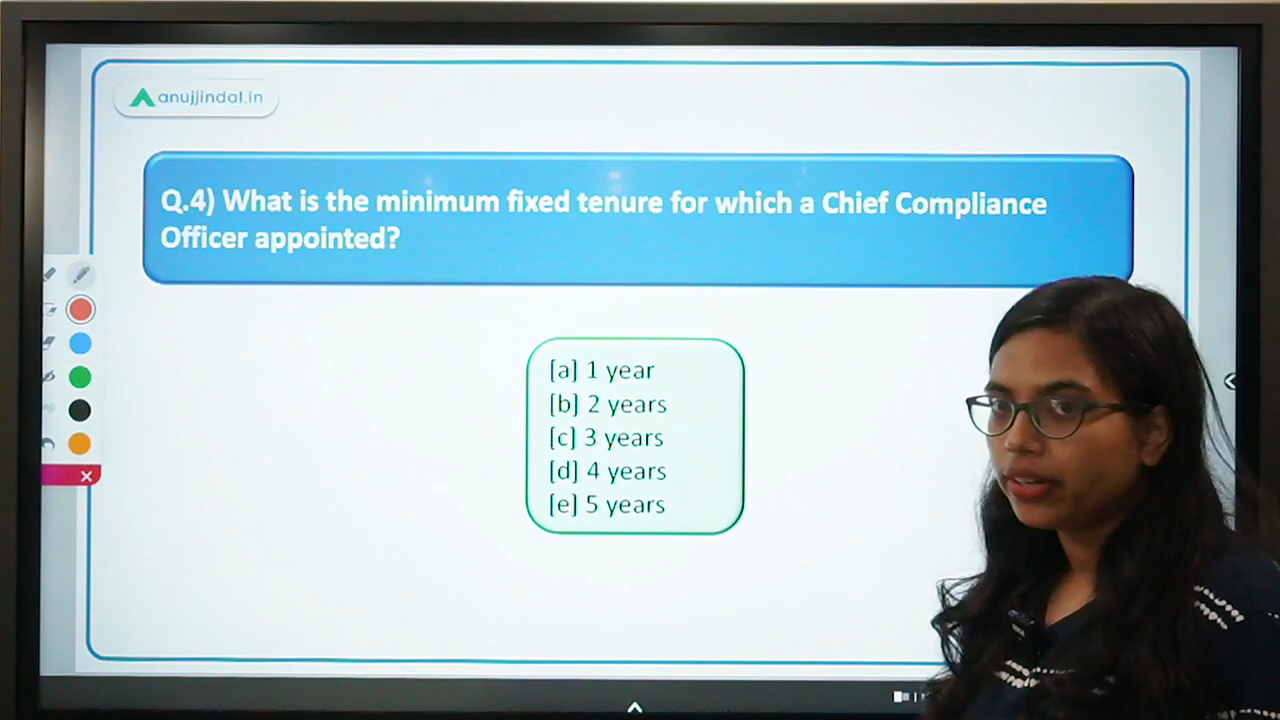 anujjindal.in
Q.4) What is the minimum fixed tenure for which a Chief Compliance
Officer appointed?
[a] 1 year
[b] 2 years
[c] 3 years
[d] 4 years
[e] 5 years